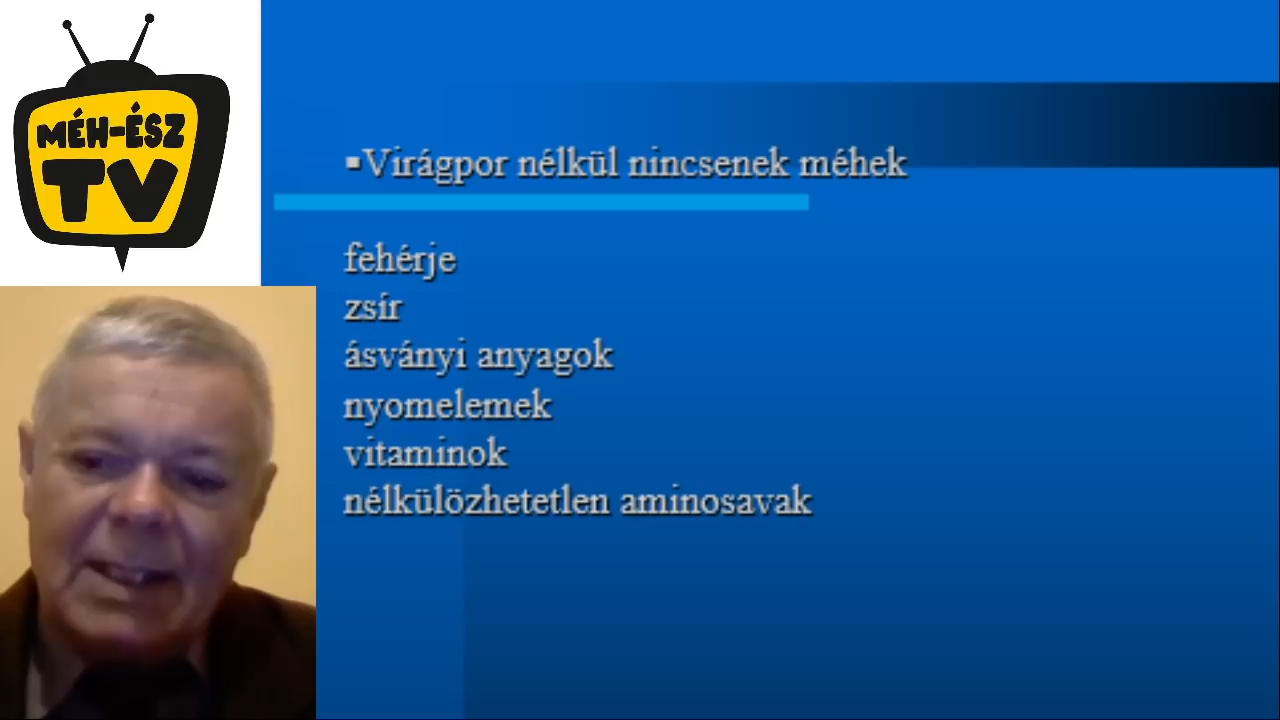 MÉH-ÉSZ
TV
▪Virágpor nélkül nincsenek méhek
fehérje
zsír
ásványi anyagok
nyomelemek
vitaminok
nélkülözhetetlen aminosavak